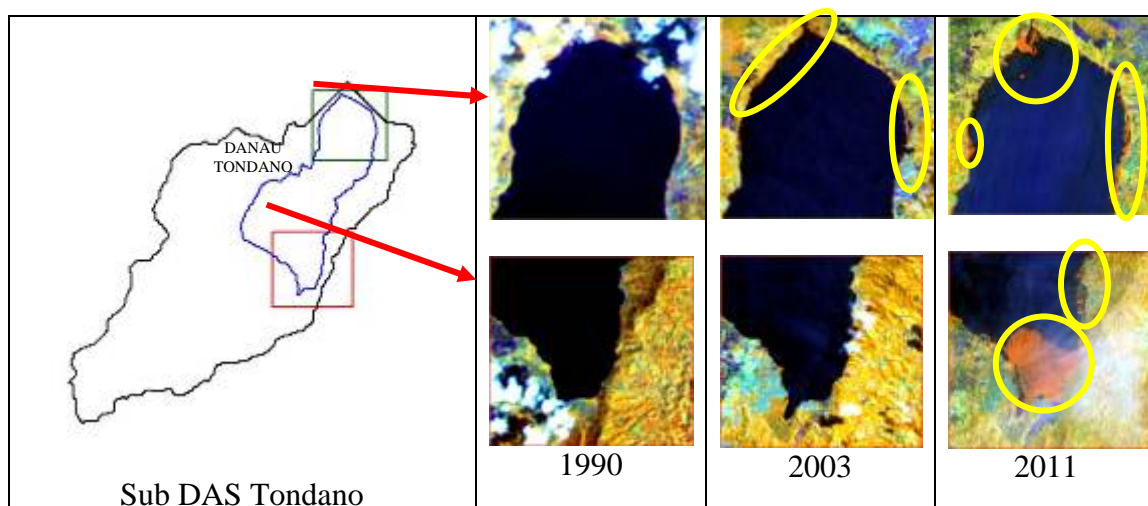 DANAU
TONDANO
Sub DAS Tondano
1990
2003
2011